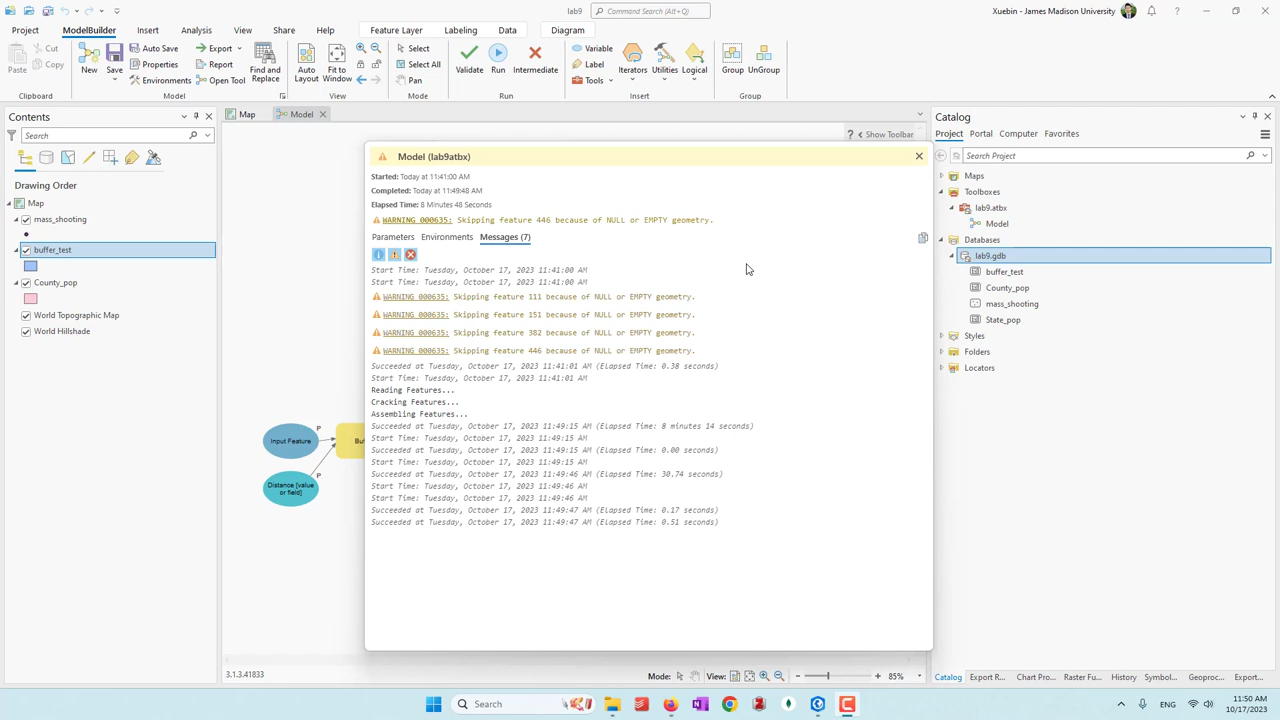 lab9
Command Search (Alt+Q)
Xuebin - James Madison University
Project
ModelBuilder
Insert
Analysis
View
Share
Help
Feature Layer
Labeling
Data
Diagram
Paste
Cut
Copy
Clipboard
New
Save
Auto Save
Properties
Environments
Export
Report
Open Tool
Find and
Replace
Model
Auto
Layout
Fit to
Window
View
Select
Select All
Pan
Mode
Validate
Run
Intermediate
Run
Variable
Label
Tools
Iterators
Utilities
Logical
Insert
Group
UnGroup
Group
Contents
Search
Drawing Order
Map
mass_shooting
buffer_test
County_pop
World Topographic Map
World Hillshade
Map
Model
Show Toolbar
Input Feature
P
Distance [value
or field]
P
Model (lab9atbx)
Started: Today at 11:41:00 AM
Completed: Today at 11:49:48 AM
Elapsed Time: 8 Minutes 48 Seconds
WARNING 000635: Skipping feature 446 because of NULL or EMPTY geometry.
Parameters
Environments
Messages (7)
Start Time: Tuesday, October 17, 2023 11:41:00 AM
Start Time: Tuesday, October 17, 2023 11:41:00 AM
WARNING 000635: Skipping feature 111 because of NULL or EMPTY geometry.
WARNING 000635: Skipping feature 151 because of NULL or EMPTY geometry.
WARNING 000635: Skipping feature 382 because of NULL or EMPTY geometry.
WARNING 000635: Skipping feature 446 because of NULL or EMPTY geometry.
Succeeded at Tuesday, October 17, 2023 11:41:01 AM (Elapsed Time: 0.38 seconds)
Start Time: Tuesday, October 17, 2023 11:41:01 AM
Reading Features...
Cracking Features...
Assembling Features...
Succeeded at Tuesday, October 17, 2023 11:49:15 AM (Elapsed Time: 8 minutes 14 seconds)
Start Time: Tuesday, October 17, 2023 11:49:15 AM
Succeeded at Tuesday, October 17, 2023 11:49:15 AM (Elapsed Time: 0.00 seconds)
Start Time: Tuesday, October 17, 2023 11:49:15 AM
Succeeded at Tuesday, October 17, 2023 11:49:46 AM (Elapsed Time: 30.74 seconds)
Start Time: Tuesday, October 17, 2023 11:49:46 AM
Start Time: Tuesday, October 17, 2023 11:49:46 AM
Succeeded at Tuesday, October 17, 2023 11:49:47 AM (Elapsed Time: 0.17 seconds)
Succeeded at Tuesday, October 17, 2023 11:49:47 AM (Elapsed Time: 0.51 seconds)
3.1.3.41833
Mode:
View:
85%
Catalog
Project
Portal
Computer
Favorites
Search Project
Maps
Toolboxes
lab9.atbx
Model
Databases
lab9.gdb
buffer_test
County_pop
mass_shooting
State_pop
Styles
Folders
Locators
Catalog
Export R...
Chart Pro...
Raster Fu...
History
Symbol...
Geoproc...
Export...
Search
ENG
11:50 AM
10/17/2023